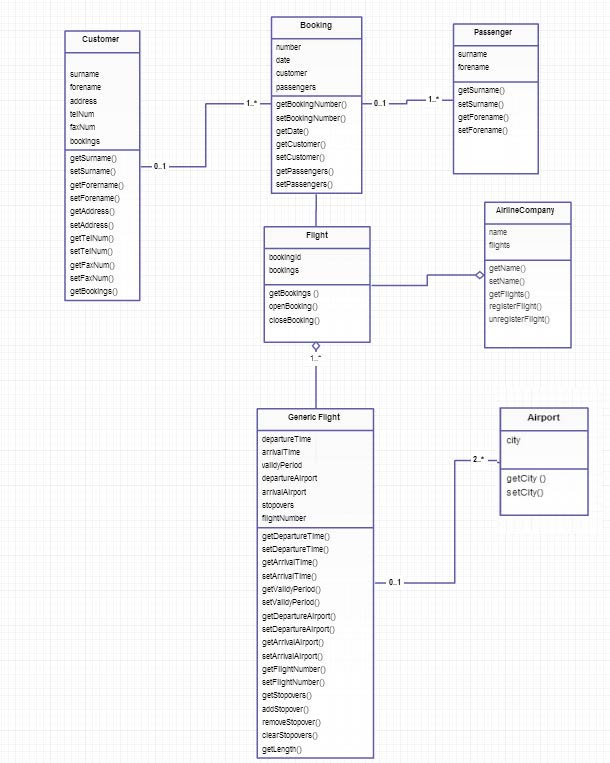 Customer
surname
forename
address
telNum
faxNum
bookings
getSurname()
setSurname()
getForername()
setForename()
getAddress()
setAddress()
getTelNum()
setTelNum()
getFaxNum()
setFaxNum()
getBookings()
0..1
1..*
Booking
number
date
customer
passengers
getBookingNumber()
setBookingNumber()
getDate()
getCustomer()
setCustomer()
getPassengers()
setPassengers()
0..1
1..*
Passenger
surname
forename
getSurname()
setSurname()
getForename()
setForename()
Flight
bookingId
bookings
getBookings ()
openBooking()
closeBooking()
1..*
AirlineCompany
name
flights
getName()
setName()
getFlights()
registerFlight()
unregisterFlight()
Generic Flight
departureTime
arrivalTime
validyPeriod
departureAirport
arrivalAirport
stopovers
flightNumber
getDepartureTime()
setDepartureTime()
getArrivalTime()
setArrivalTime()
getValidyPeriod()
setValidyPeriod()
getDepartureAirport()
setDepartureAirport()
getArrivalAirport()
setArrivalAirport()
getFlightNumber()
setFlightNumber()
getStopovers()
addStopover()
removeStopover()
clearStopovers()
getLength()
0..1
2..*
Airport
city
getCity ()
setCity()